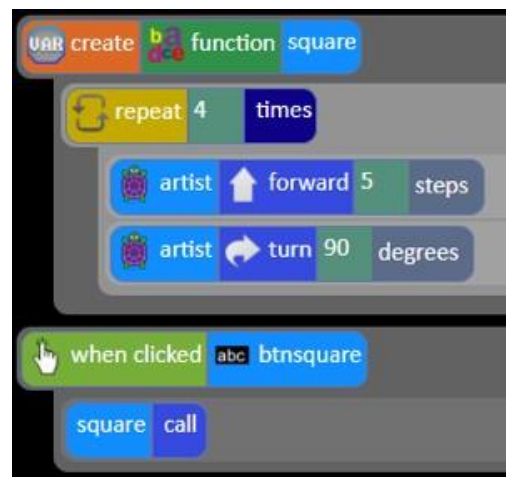 VAR create function square
repeat 4 times
artist forward 5 steps
artist turn 90 degrees
when clicked abc btnsquare
square call